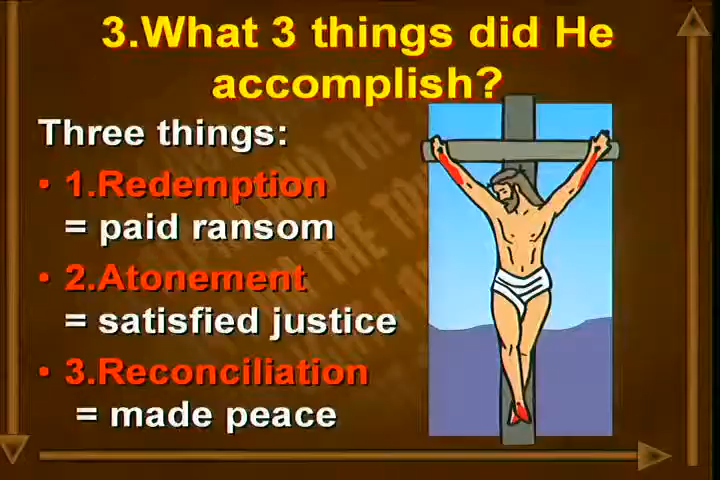 3.What 3 things did He
accomplish?
Three things:
• 1.Redemption
= paid ransom
• 2.Atonement
= satisfied justice
• 3.Reconciliation
= made peace